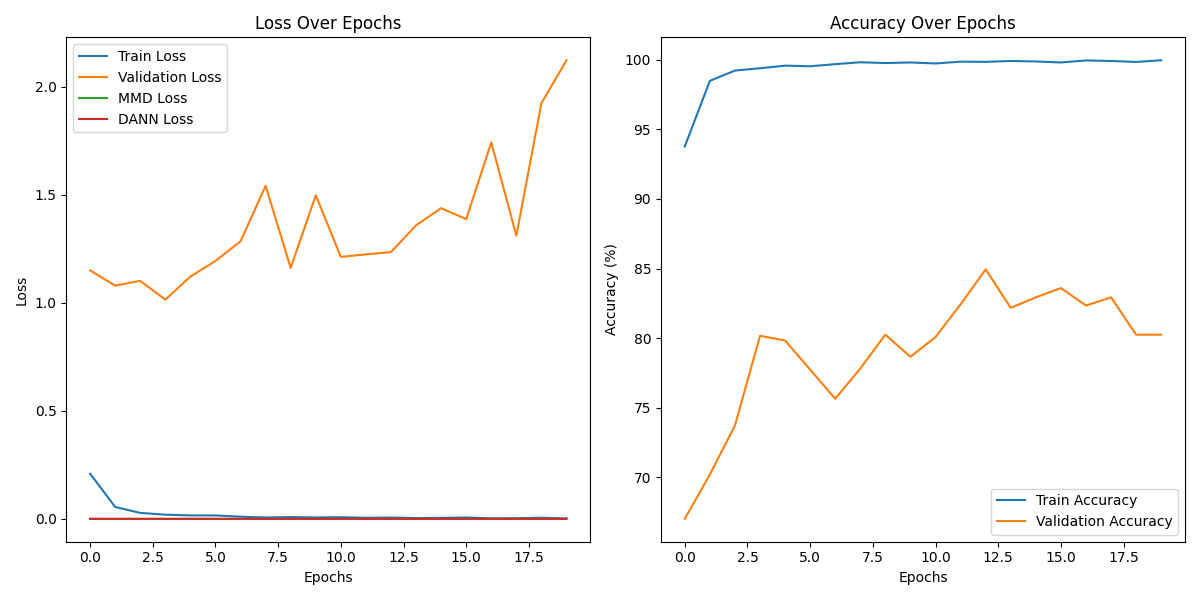 Loss Over Epochs
Train Loss
Validation Loss
MMD Loss
DANN Loss
2.0
1.5
1.0
0.5
0.0
Loss
0.0 2.5 5.0 7.5 10.0 12.5 15.0 17.5
Epochs
Accuracy Over Epochs
100
95
90
85
80
75
70
Accuracy (%)
Train Accuracy
Validation Accuracy
0.0 2.5 5.0 7.5 10.0 12.5 15.0 17.5
Epochs